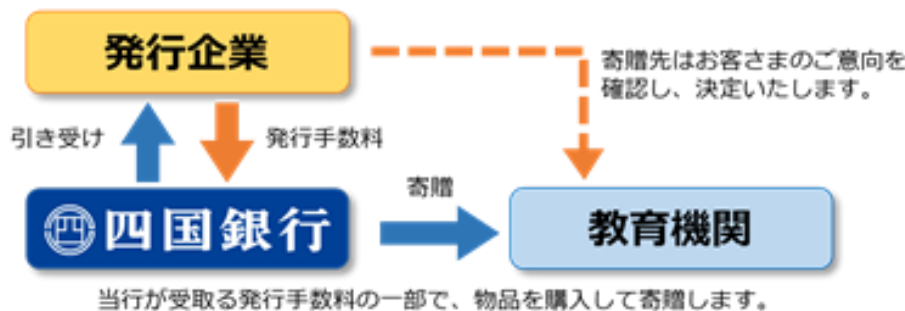 発行企業
寄贈先はお客さまのご意向を
確認し、決定いたします。
引き受け
発行手数料
四国銀行
寄贈
教育機関
当行が受取る発行手数料の一部で、物品を購入して寄贈します。